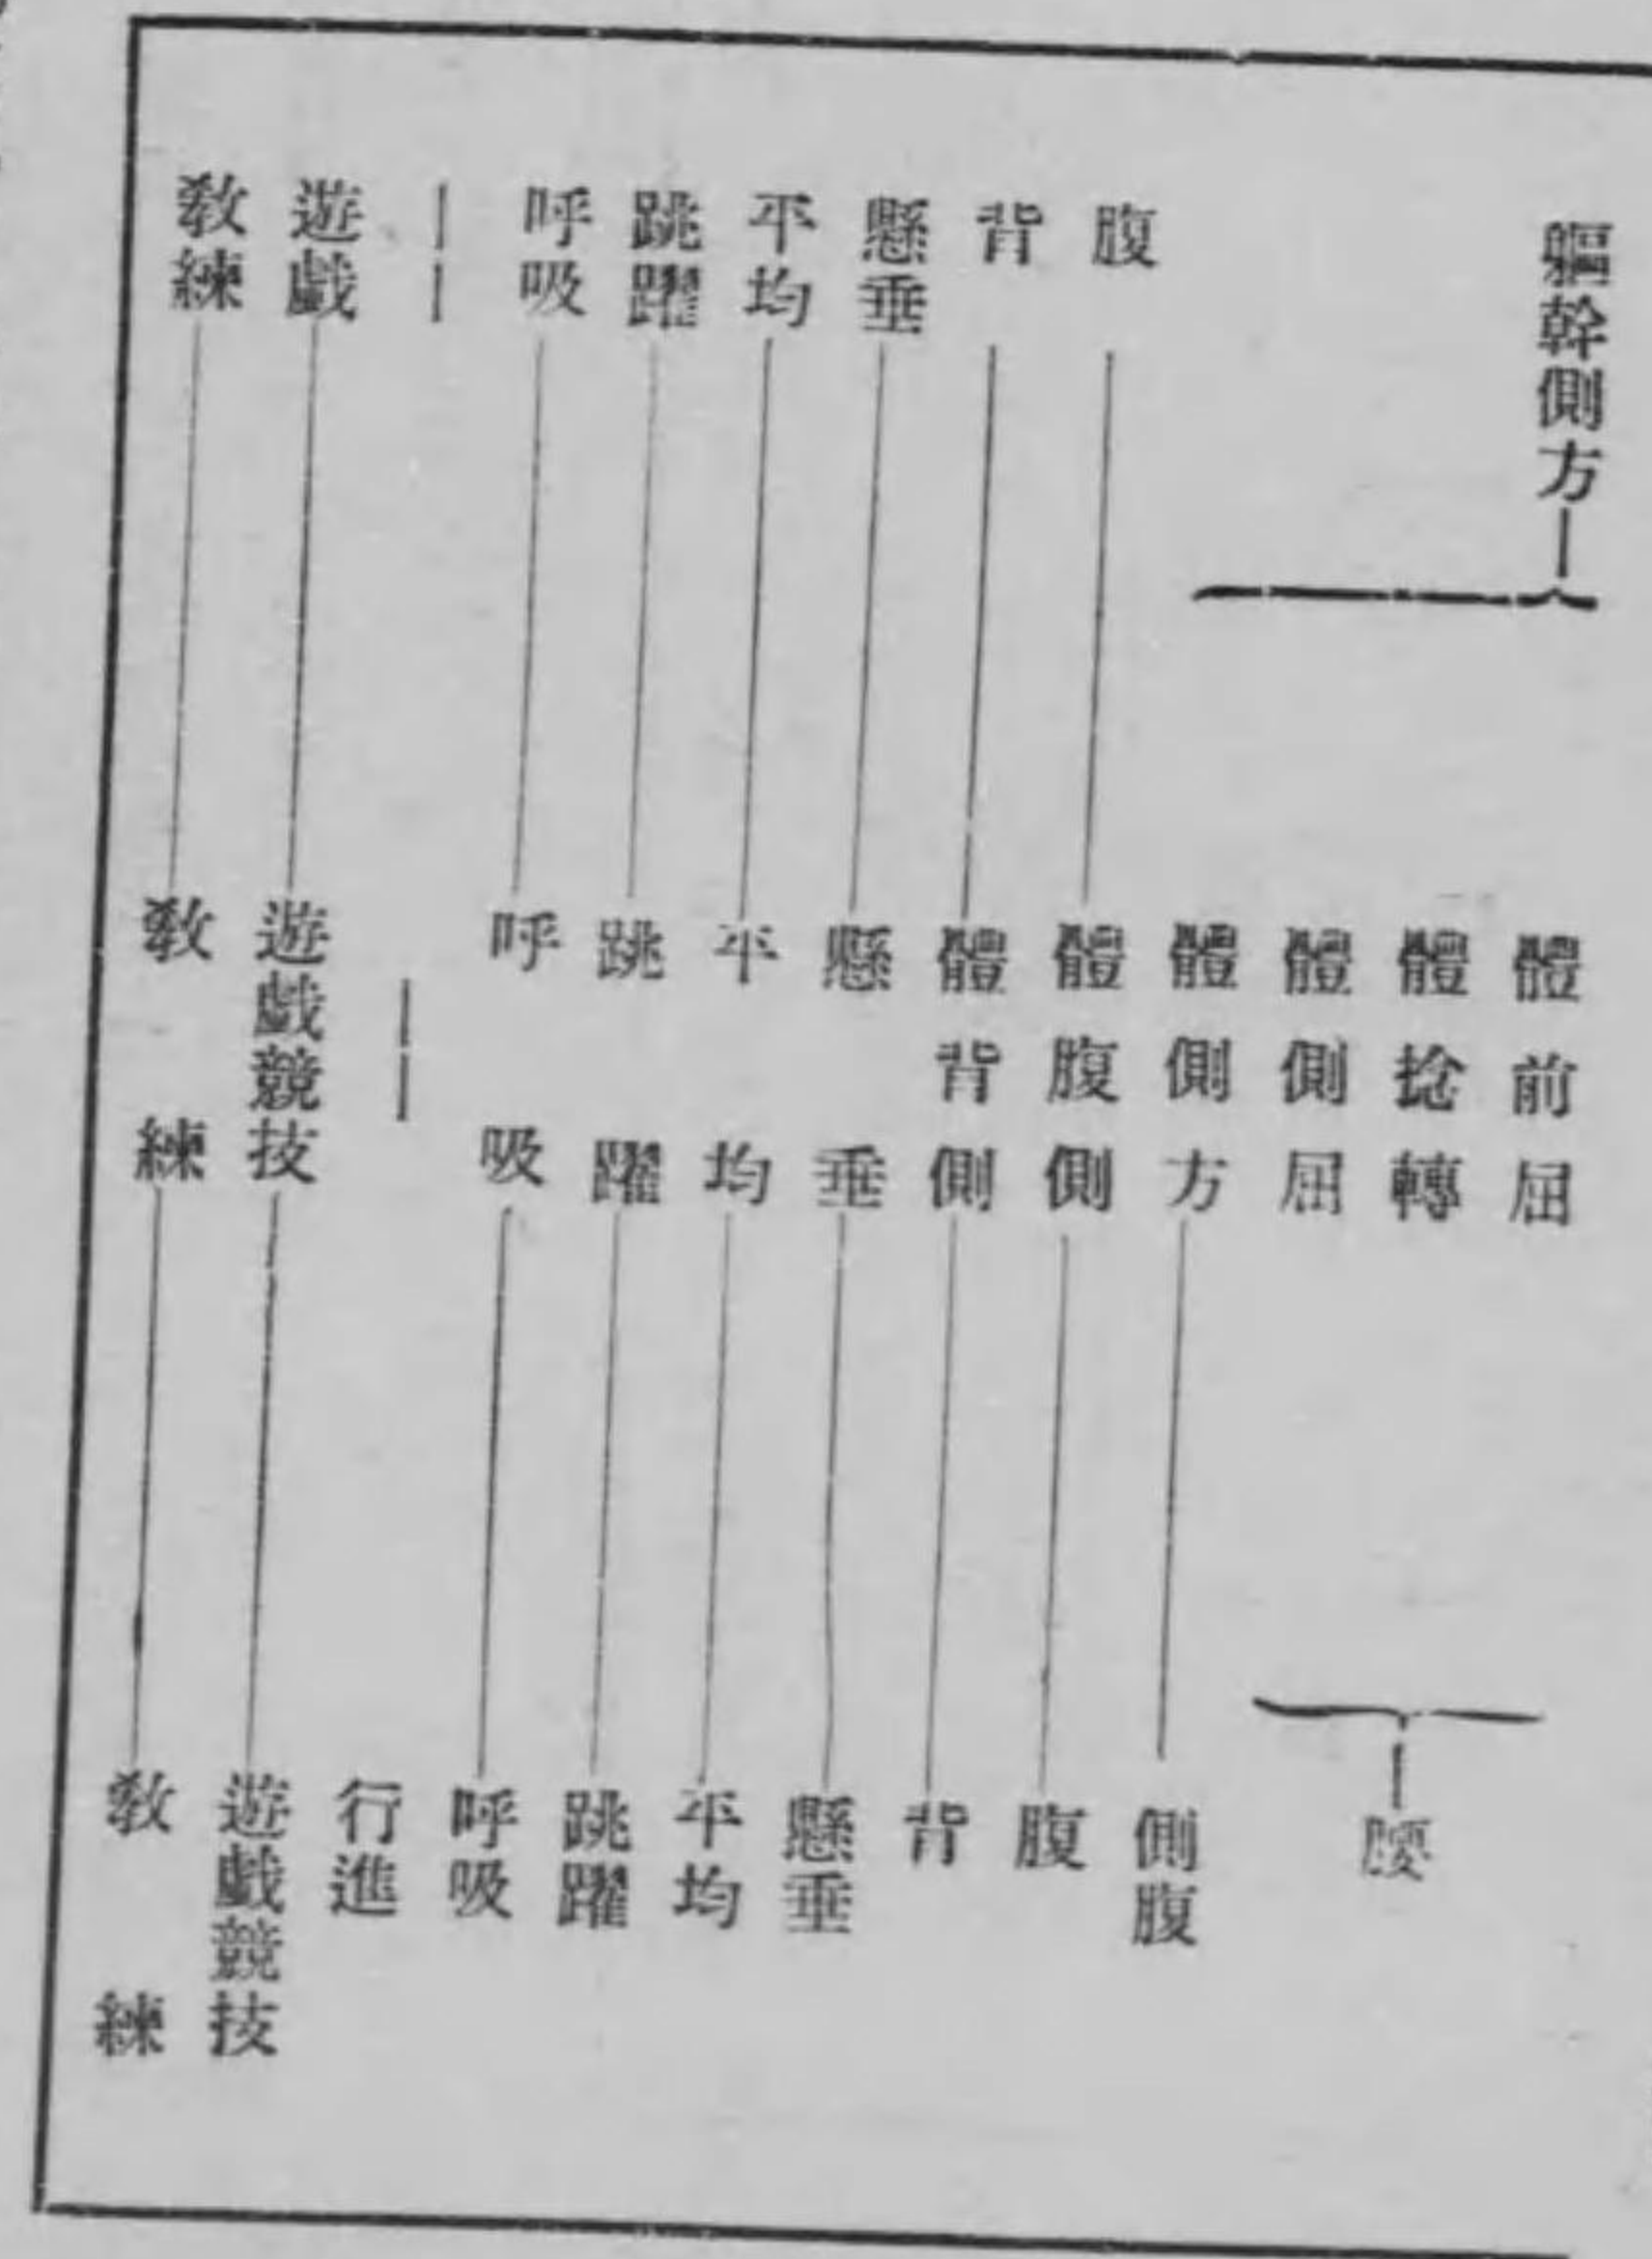 軀幹側方
體前屈
體捻轉
體側屈
腰
體側方
側腹
腹
體腹側
腹
背
體背側
背
懸垂
懸垂
懸垂
平均
平均
平均
跳躍
跳躍
跳躍
呼吸
呼吸
呼吸
行進
遊戯
遊戯競技
遊戯競技
教練
教練
教練